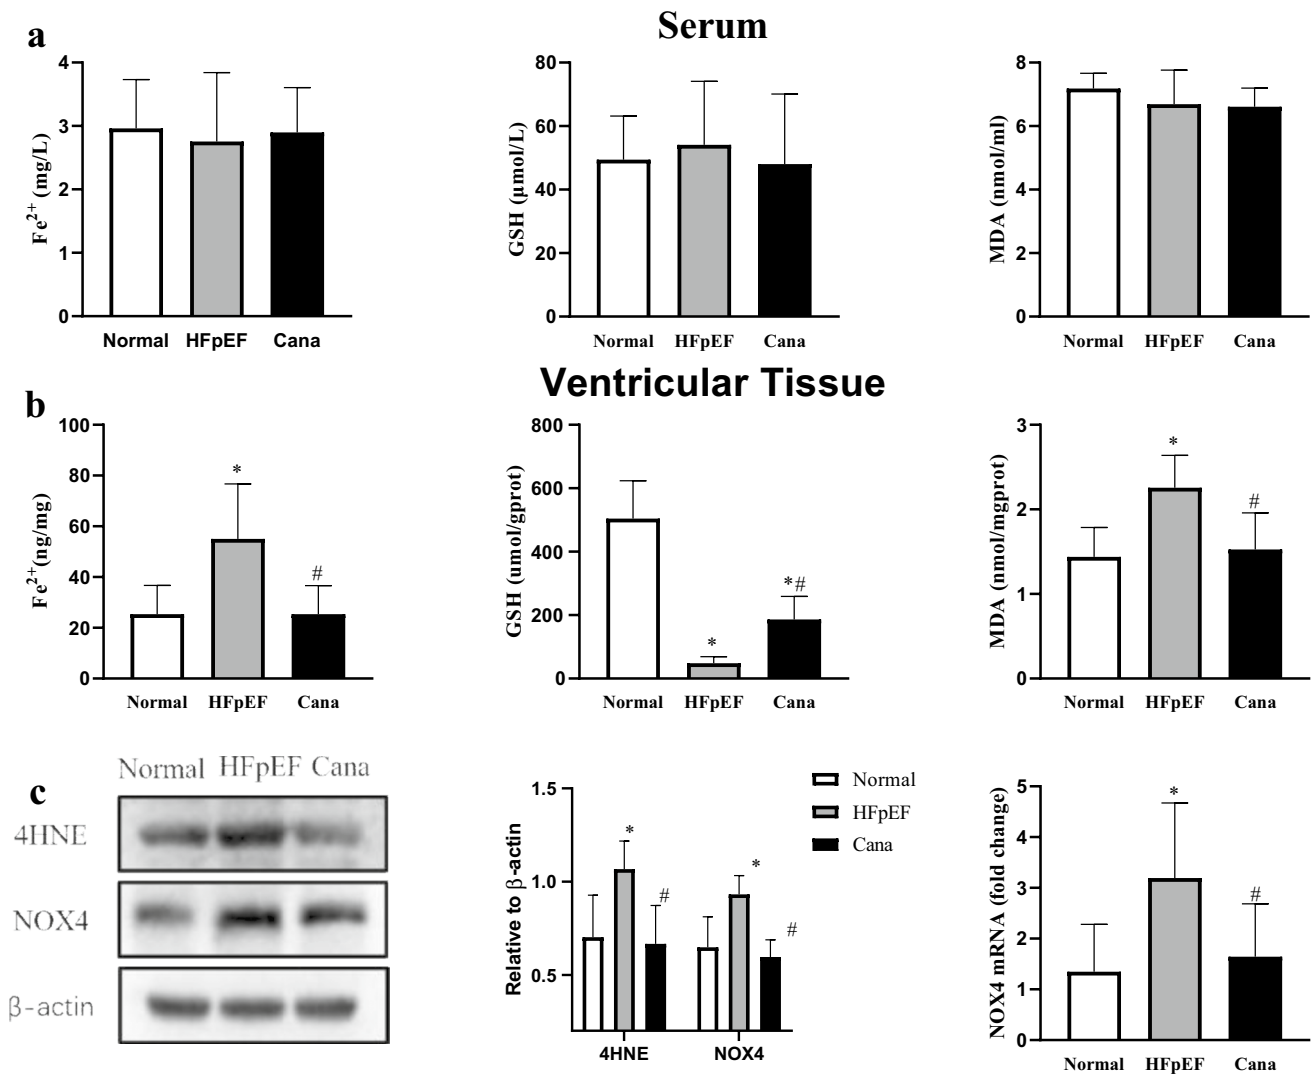 a
Serum
4
3
2
1
0
Fe2+ (mg/L)
Normal HFpEF Cana
80
60
40
20
0
GSH (μmol/L)
Normal HFpEF Cana
8
6
4
2
0
MDA (nmol/ml)
Normal HFpEF Cana
b
Ventricular Tissue
100
80
60
40
20
0
Fe2+(ng/mg)
*
#
Normal HFpEF Cana
800
600
400
200
0
GSH (umol/gprot)
*
*#
Normal HFpEF Cana
3
2
1
0
MDA (nmol/mgprot)
*
#
Normal HFpEF Cana
c
Normal HFpEF Cana
4HNE
NOX4
β-actin
1.5
1.0
0.5
Relative to β-actin
*
#
*
#
4HNE NOX4
Normal
HFpEF
Cana
5
4
3
2
1
0
NOX4 mRNA (fold change)
*
#
Normal HFpEF Cana